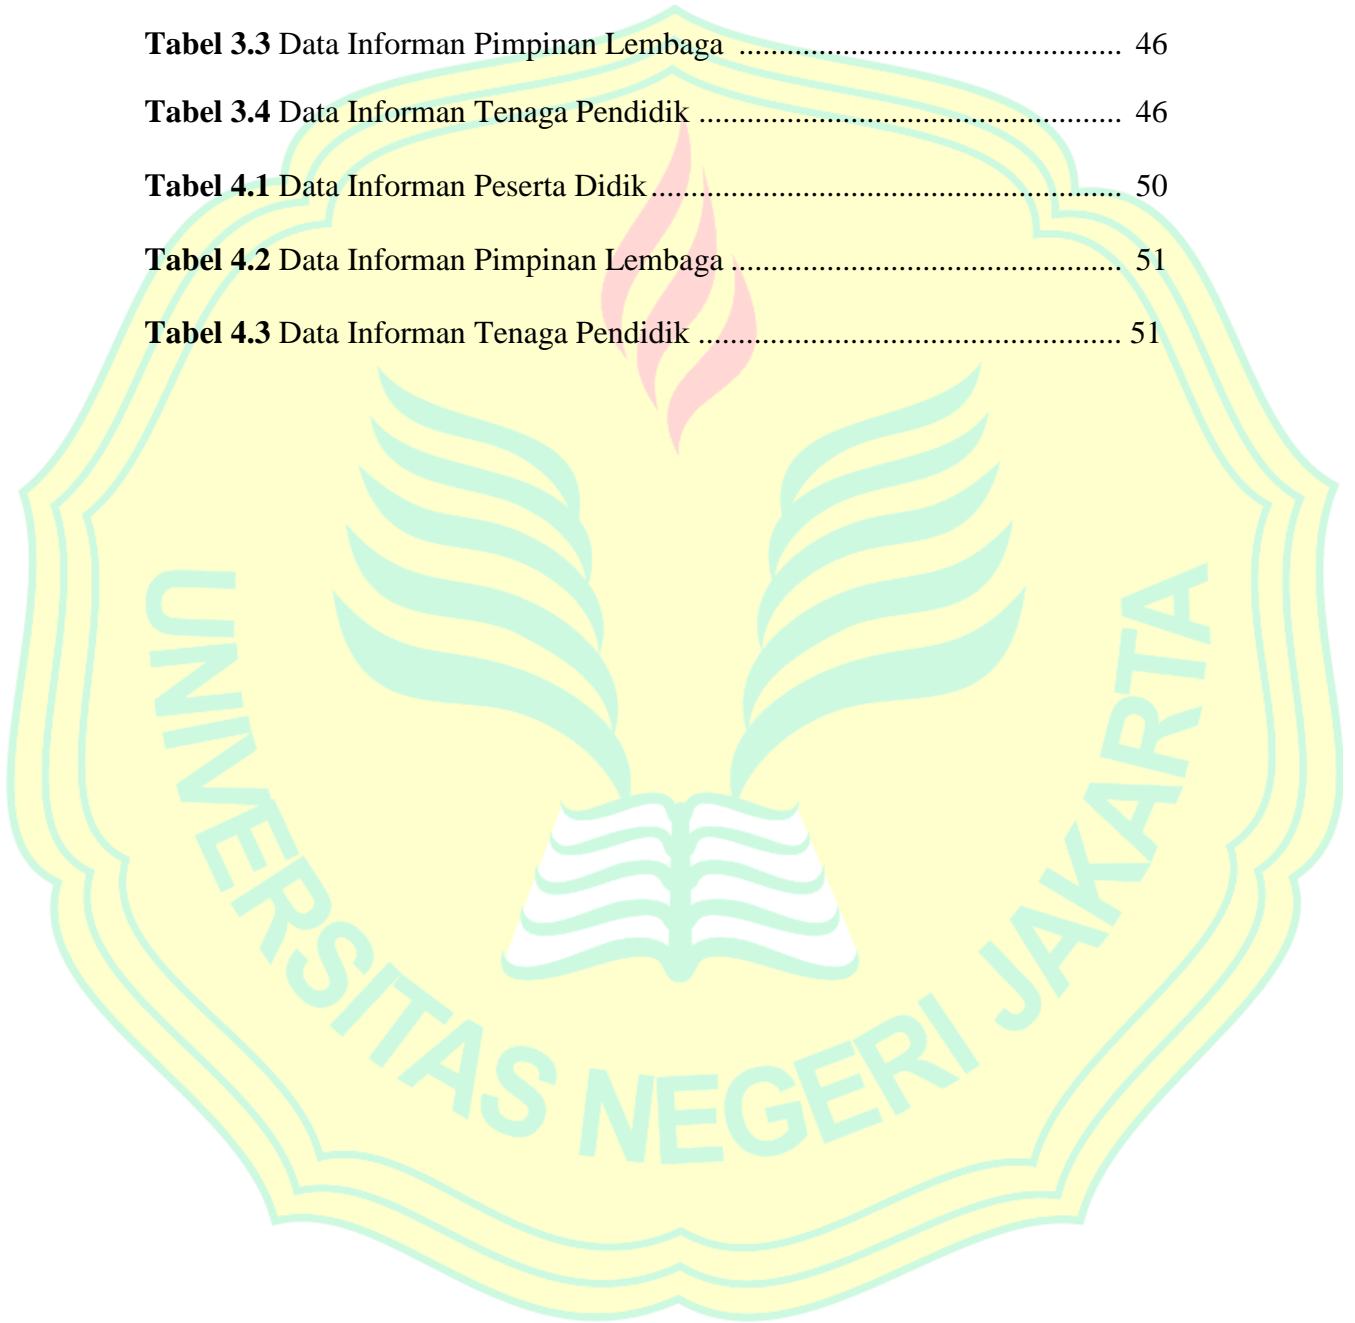 Tabel 3.3 Data Informan Pimpinan Lembaga ......................................... 46
Tabel 3.4 Data Informan Tenaga Pendidik ............................................. 46
Tabel 4.1 Data Informan Peserta Didik .................................................. 50
Tabel 4.2 Data Informan Pimpinan Lembaga .......................................... 51
Tabel 4.3 Data Informan Tenaga Pendidik ............................................. 51
UNIVERSITAS NEGERI JAKARTA